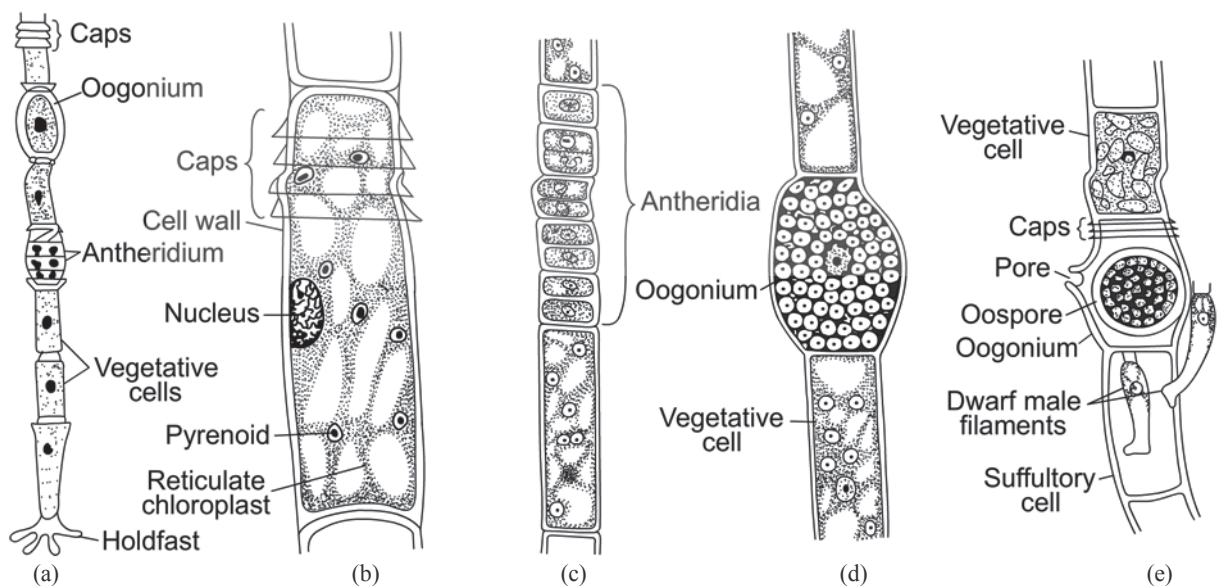 Caps
Oogonium
Antheridium
Vegetative
cells
Holdfast
(a)
Caps
Cell wall
Nucleus
Pyrenoid
Reticulate
chloroplast
(b)
Antheridia
(c)
Oogonium
Vegetative
cell
(d)
Vegetative
cell
Caps
Pore
Oospore
Oogonium
Dwarf male
filaments
Suffultory
cell
(e)